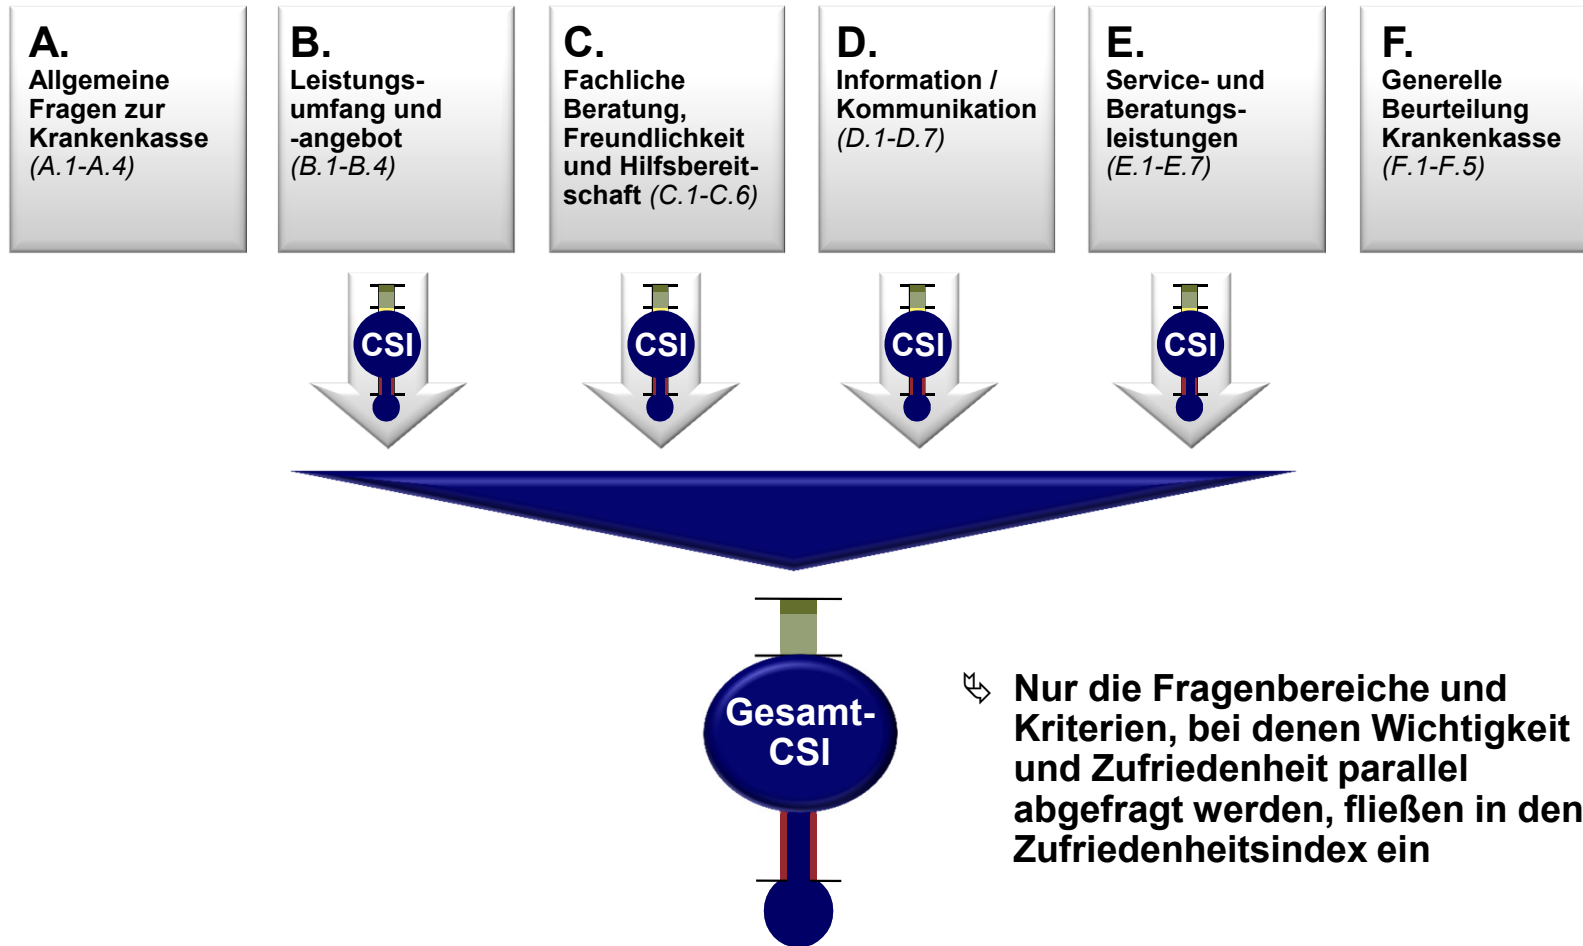 A.
Allgemeine
Fragen zur
Krankenkasse
(A.1-A.4)
B.
Leistungs-
umfang und
-angebot
(B.1-B.4)
C.
Fachliche
Beratung,
Freundlichkeit
und Hilfsbereit-
schaft (C.1-C.6)
D.
Information /
Kommunikation
(D.1-D.7)
E.
Service- und
Beratungs-
leistungen
(E.1-E.7)
F.
Generelle
Beurteilung
Krankenkasse
(F.1-F.5)
CSI
CSI
CSI
CSI
Gesamt-
CSI
Nur die Fragenbereiche und
Kriterien, bei denen Wichtigkeit
und Zufriedenheit parallel
abgefragt werden, fließen in den
Zufriedenheitsindex ein